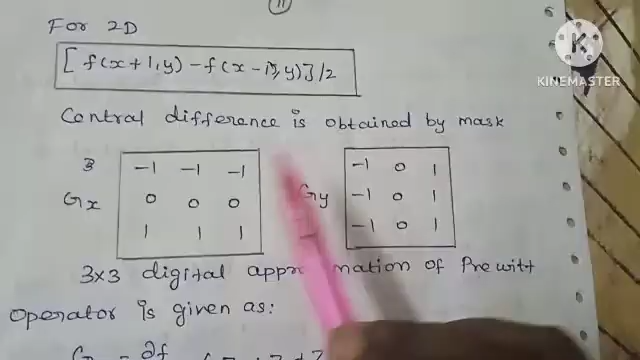 11
For 2D
[f(x+1,y) - f(x-1,y)]/2
KINEMASTER
Central difference is obtained by mask
-1 -1 -1
Gx 0 0 0
1 1 1
-1 0 1
Gy -1 0 1
-1 0 1
3x3 digital app mation of Prewitt
operator is given as: